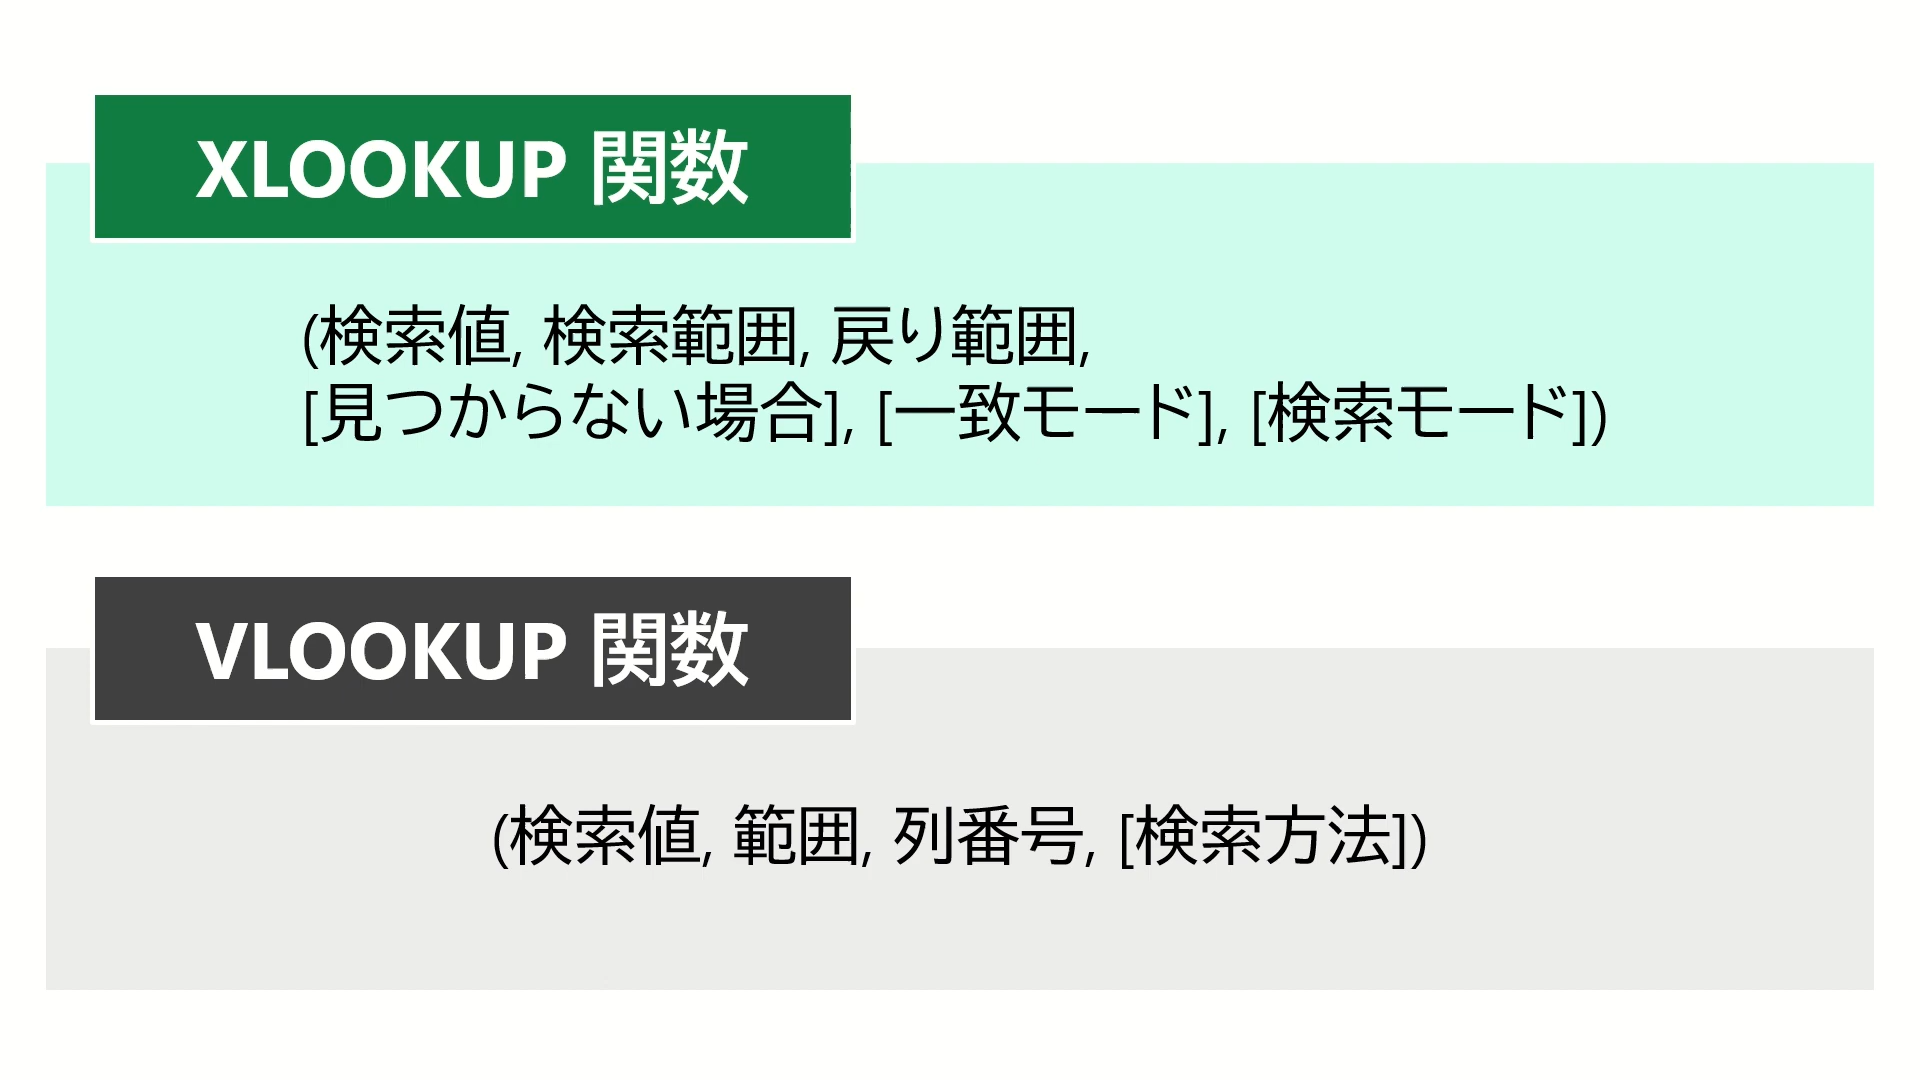 XLOOKUP 関数
(検索値, 検索範囲, 戻り範囲,
[見つからない場合], [一致モード], [検索モード])
VLOOKUP 関数
(検索値, 範囲, 列番号, [検索方法])